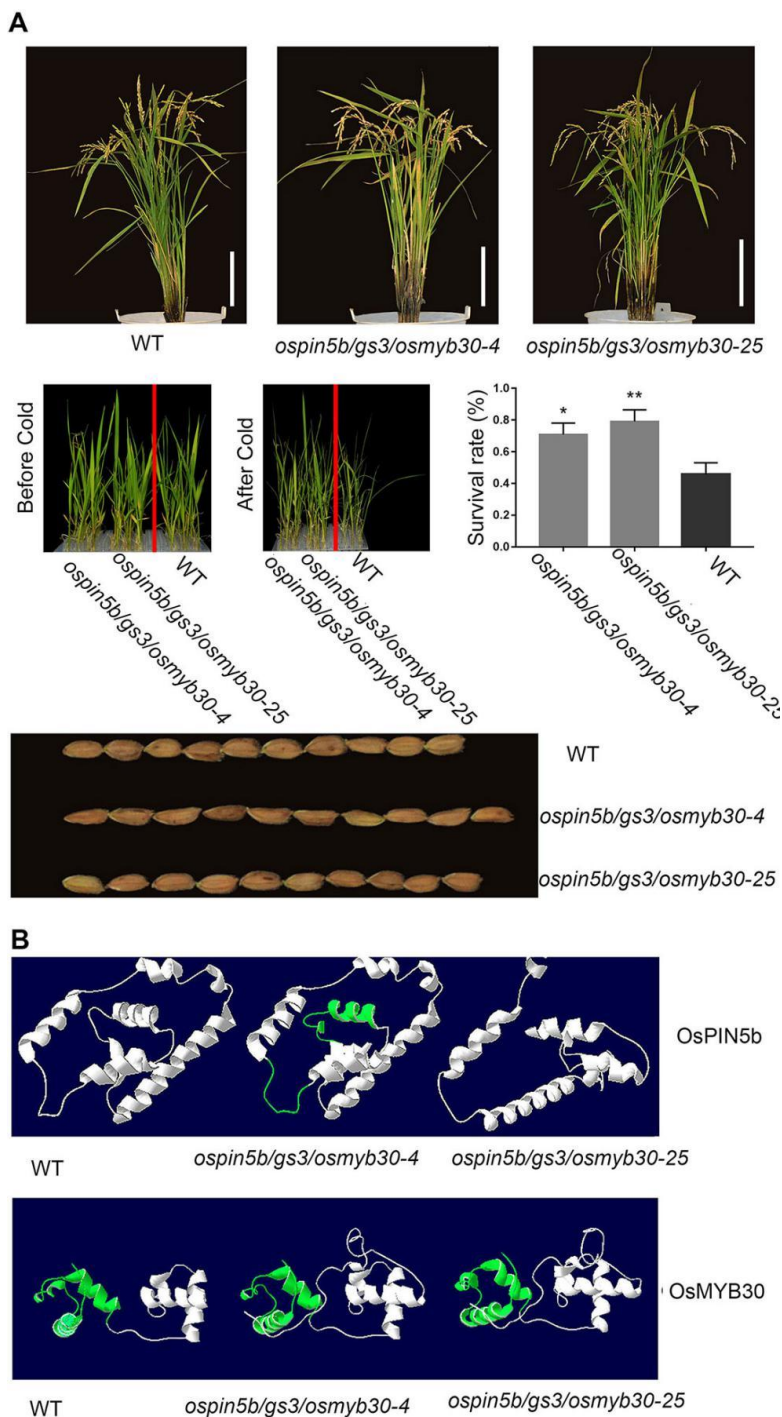 A
WT
ospin5b/gs3/osmyb30-4
ospin5b/gs3/osmyb30-25
Before Cold
ospin5b/gs3/osmyb30-4
ospin5b/gs3/osmyb30-25
WT
After Cold
ospin5b/gs3/osmyb30-4
ospin5b/gs3/osmyb30-25
WT
Survival rate (%)
1.0
0.8
0.6
0.4
0.2
0.0
*
**
ospin5b/gs3/osmyb30-4
ospin5b/gs3/osmyb30-25
WT
WT
ospin5b/gs3/osmyb30-4
ospin5b/gs3/osmyb30-25
B
OsPIN5b
WT
ospin5b/gs3/osmyb30-4
ospin5b/gs3/osmyb30-25
OsMYB30
WT
ospin5b/gs3/osmyb30-4
ospin5b/gs3/osmyb30-25